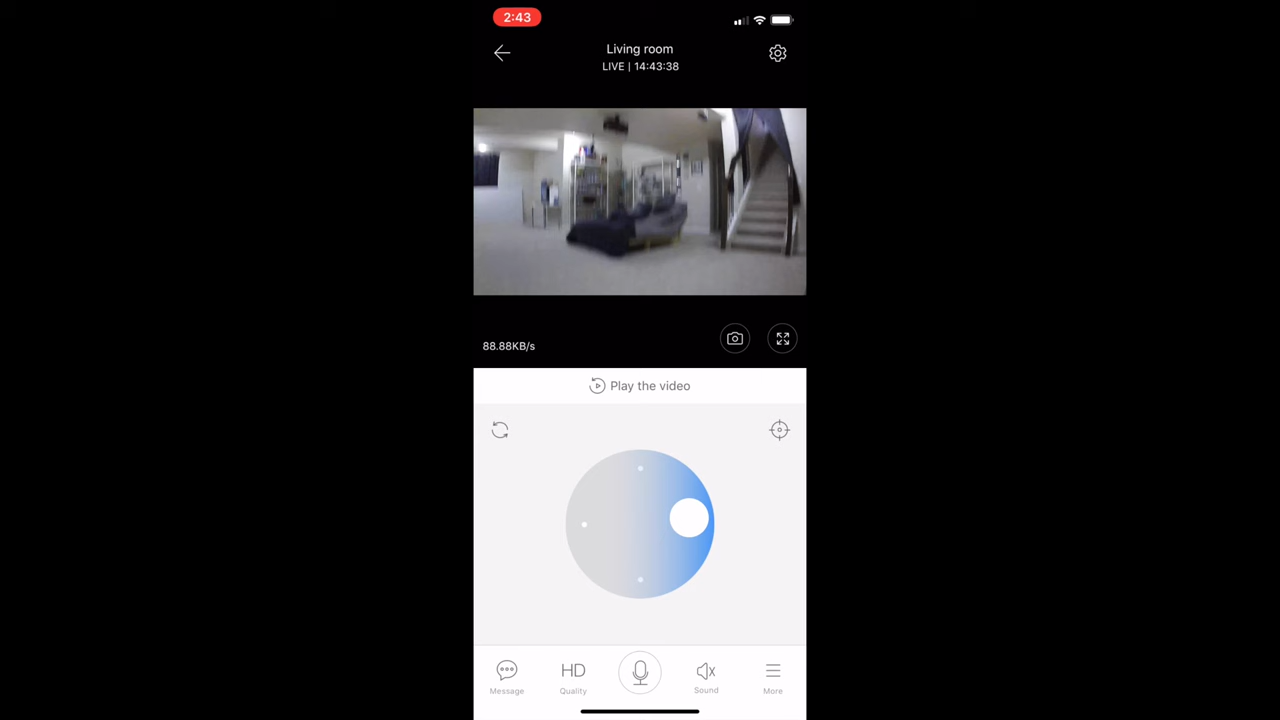 2:43
Living room
LIVE | 14:43:38
88.88KB/s
Play the video
HD
Message
Quality
Sound
More